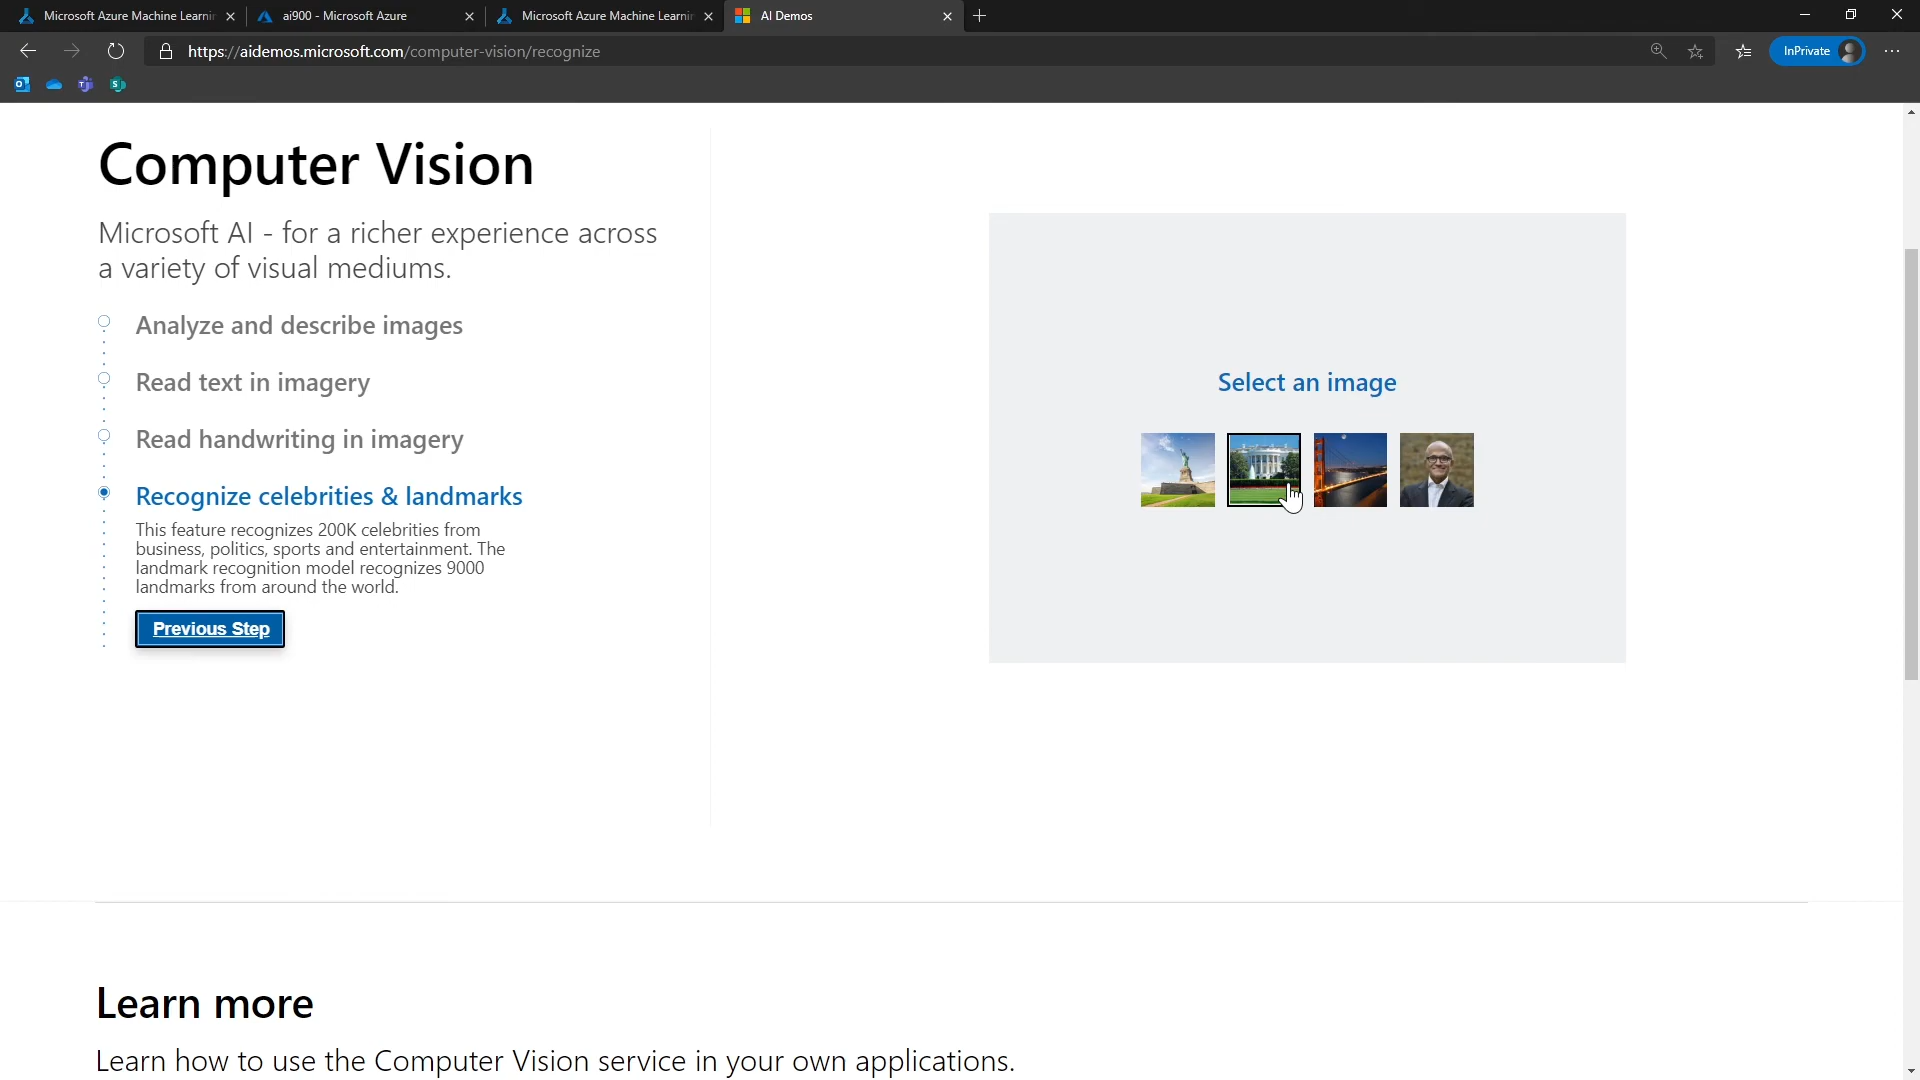 Microsoft Azure Machine Learnin
ai900 - Microsoft Azure
Microsoft Azure Machine Learnin
AI Demos
https://aidemos.microsoft.com/computer-vision/recognize
InPrivate
Computer Vision
Microsoft AI - for a richer experience across
a variety of visual mediums.
Analyze and describe images
Read text in imagery
Read handwriting in imagery
Recognize celebrities & landmarks
This feature recognizes 200K celebrities from
business, politics, sports and entertainment. The
landmark recognition model recognizes 9000
landmarks from around the world.
Previous Step
Select an image
Learn more
Learn how to use the Computer Vision service in your own applications.